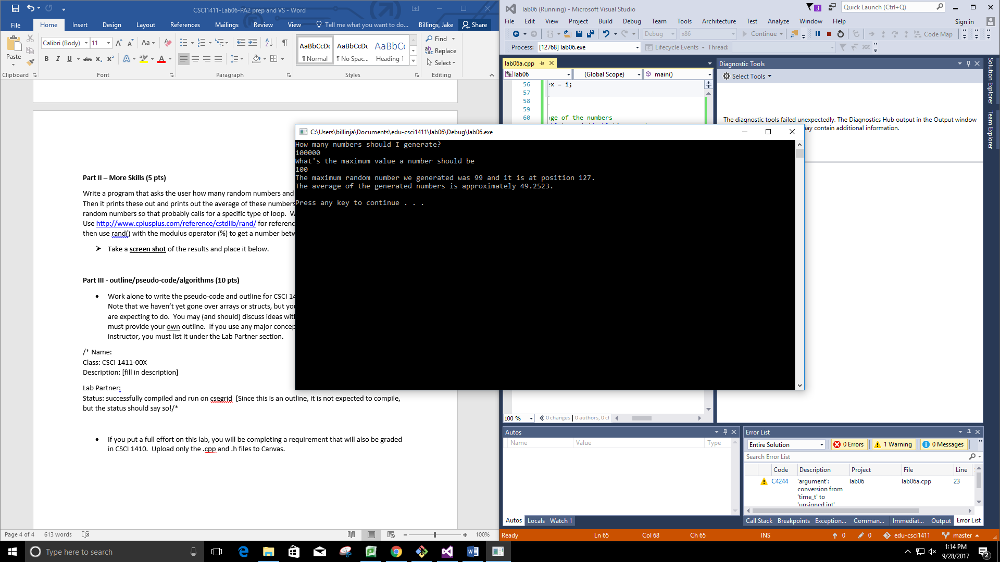 CSCI1411-Lab06-PA2 prep and VS - Word
File Home Insert Design Layout References Mailings Review View Tell me what you want to do... Billings, Jake Share
Paste
Calibri (Body) 11
Find
Replace
Select
AaBbCcDc AaBbCcDc AaBbCc
¶ Normal ¶ No Spac... Heading 1
Clipboard Font Paragraph Styles Editing
Part II – More Skills (5 pts)
Write a program that asks the user how many random numbers and
Then it prints these out and prints out the average of these numbers
random numbers so that probably calls for a specific type of loop. W
Use http://www.cplusplus.com/reference/cstdlib/rand/ for referenc
then use rand() with the modulus operator (%) to get a number betw
Take a screen shot of the results and place it below.
Part III - outline/pseudo-code/algorithms (10 pts)
Work alone to write the pseudo-code and outline for CSCI 14
Note that we haven't yet gone over arrays or structs, but you
are expecting to do. You may (and should) discuss ideas with
must provide your own outline. If you use any major concep
instructor, you must list it under the Lab Partner section.
/* Name:
Class: CSCI 1411-00X
Description: [fill in description]
Lab Partner:
Status: successfully compiled and run on csegrid [Since this is an outline, it is not expected to compile,
but the status should say so!/*
If you put a full effort on this lab, you will be completing a requirement that will also be graded
in CSCI 1410. Upload only the .cpp and .h files to Canvas.
Page 4 of 4 613 words 100%
lab06 (Running) - Microsoft Visual Studio
3
Quick Launch (Ctrl+Q)
File Edit View Project Build Debug Team Tools Architecture Test Analyze Window Help Sign in
Debug x86 Continue Code Map
Process: [12768] lab06.exe Lifecycle Events Thread:
lab06a.cpp
lab06 (Global Scope) main()
56 x = i;
57
58
59
60 ge of the numbers
Diagnostic Tools
Select Tools
The diagnostic tools failed unexpectedly. The Diagnostics Hub output in the Output window
may contain additional information.
Solution Explorer
Team Explorer
C:\Users\billinja\Documents\edu-csci1411\lab06\Debug\lab06.exe
How many numbers should I generate?
100000
What's the maximum value a number should be
100
The maximum random number we generated was 99 and it is at position 127.
The average of the generated numbers is approximately 49.2523.
Press any key to continue . . .
100 % 0 changes | 0 authors, 0 cl
Autos
Name Value Type
Autos Locals Watch 1
Error List
Entire Solution 0 Errors 1 Warning 0 Messages
Search Error List
Code Description Project File Line
C4244 'argument': lab06 lab06a.cpp 23
conversion from
'time_t' to
'unsigned int'
Call Stack Breakpoints Exception... Comman... Immediat... Output Error List
Ready Ln 65 Col 68 Ch 65 INS 0 0 edu-csci1411 master
Type here to search
1:14 PM
9/28/2017
2